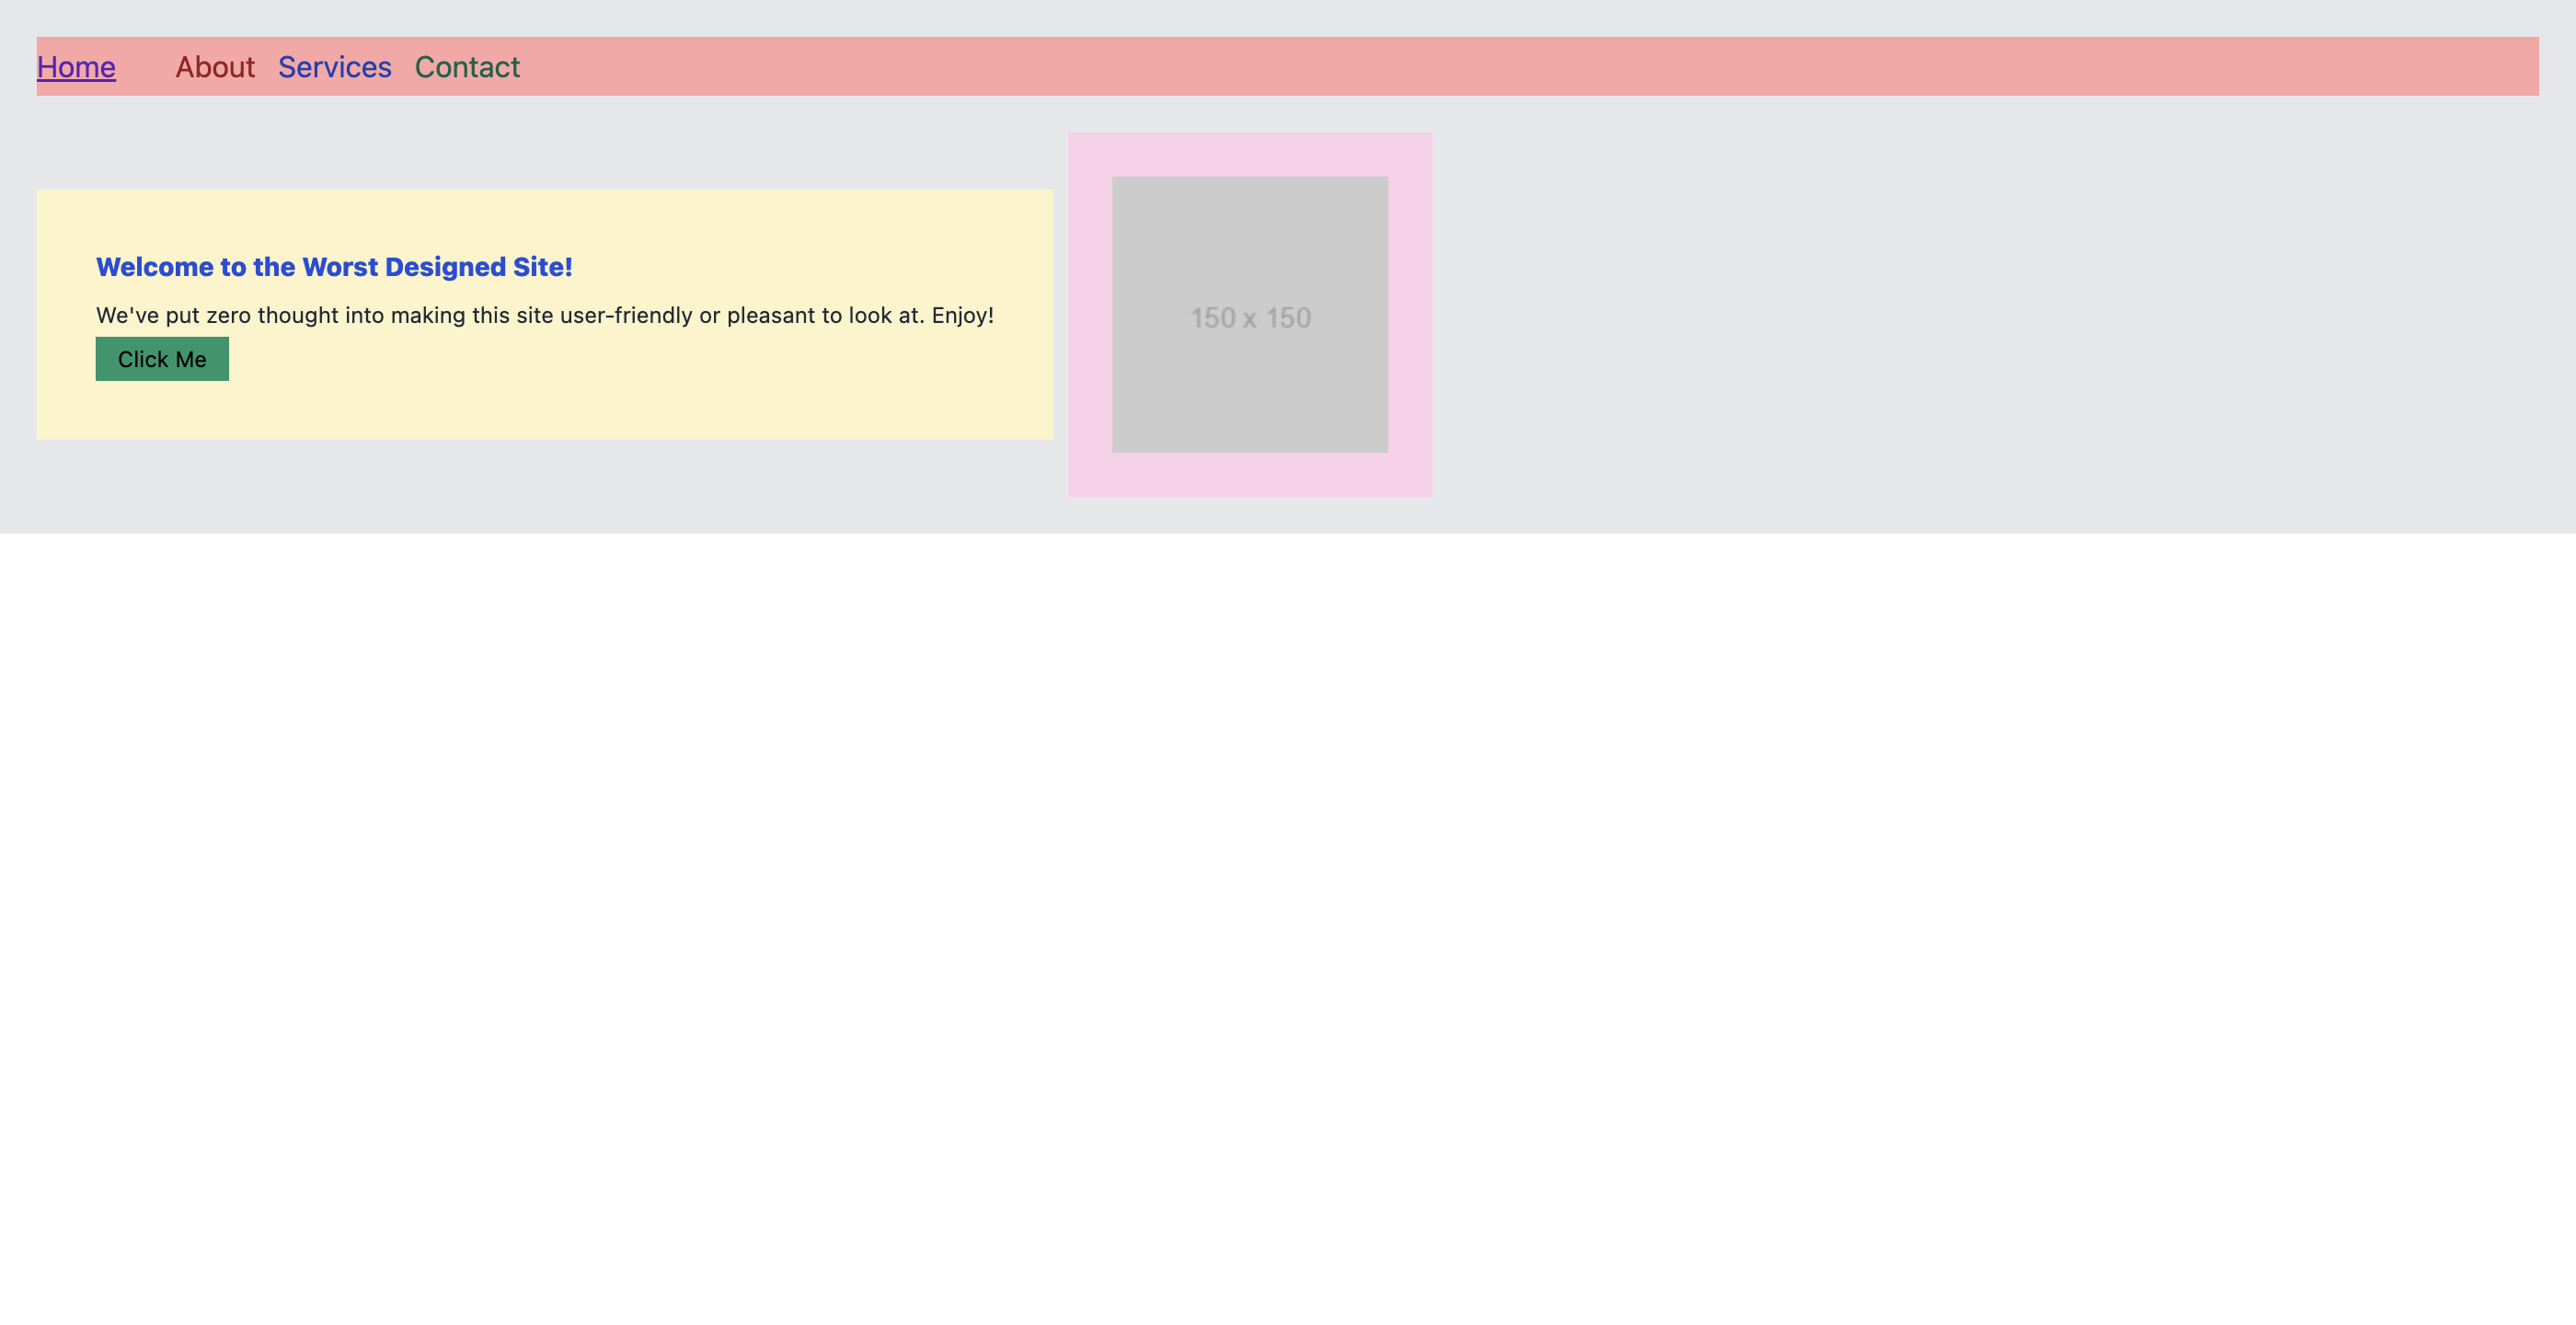 Home About Services Contact
Welcome to the Worst Designed Site!
We've put zero thought into making this site user-friendly or pleasant to look at. Enjoy!
Click Me
150 x 150